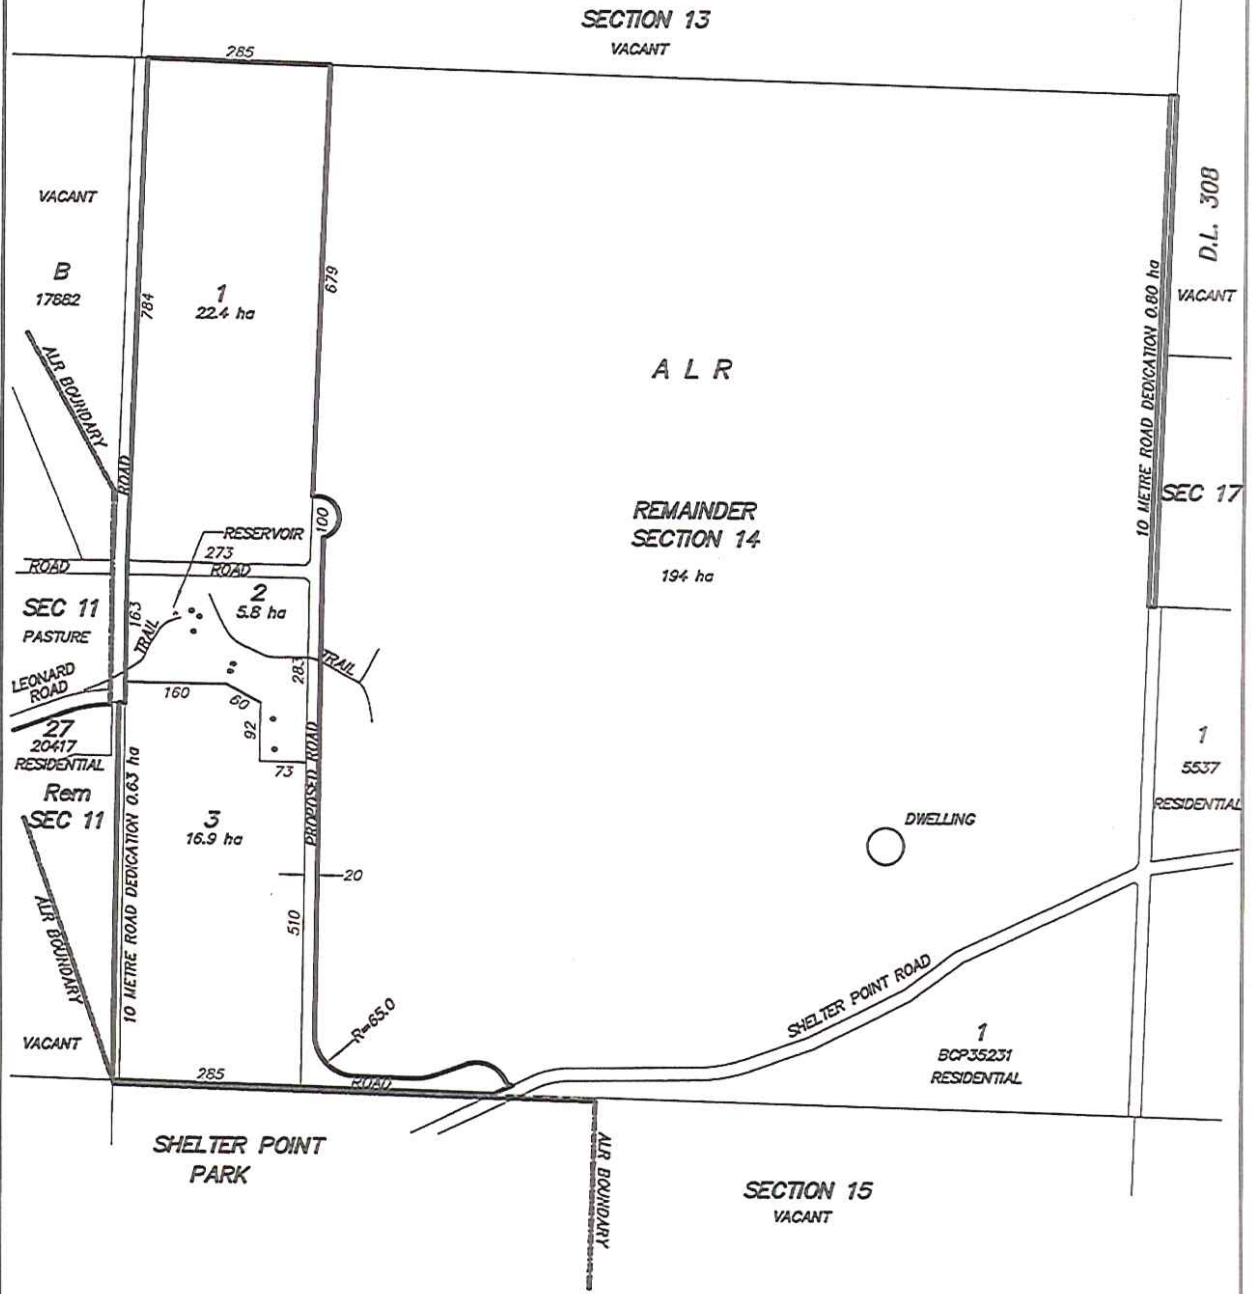 SECTION 13
VACANT
285
VACANT
B
17682
784
1
22.4 ha
679
D.L. 308
VACANT
ALR BOUNDARY
A L R
10 METRE ROAD DEDICATION 0.80 ha
ROAD
SEC 17
REMAINDER
SECTION 14
194 ha
100
RESERVOIR
273
ROAD
ROAD
2
5.8 ha
SEC 11
PASTURE
163
TRAIL
TRAIL
283
LEONARD
ROAD
160
60
92
73
27
20417
RESIDENTIAL
Rem
SEC 11
10 METRE ROAD DEDICATION 0.63 ha
PROPOSED ROAD
3
16.9 ha
1
5537
RESIDENTIAL
DWELLING
20
510
ALR BOUNDARY
VACANT
R=65.0
SHELTER POINT ROAD
1
BCP35231
RESIDENTIAL
285
ROAD
SHELTER POINT
PARK
ALR BOUNDARY
SECTION 15
VACANT